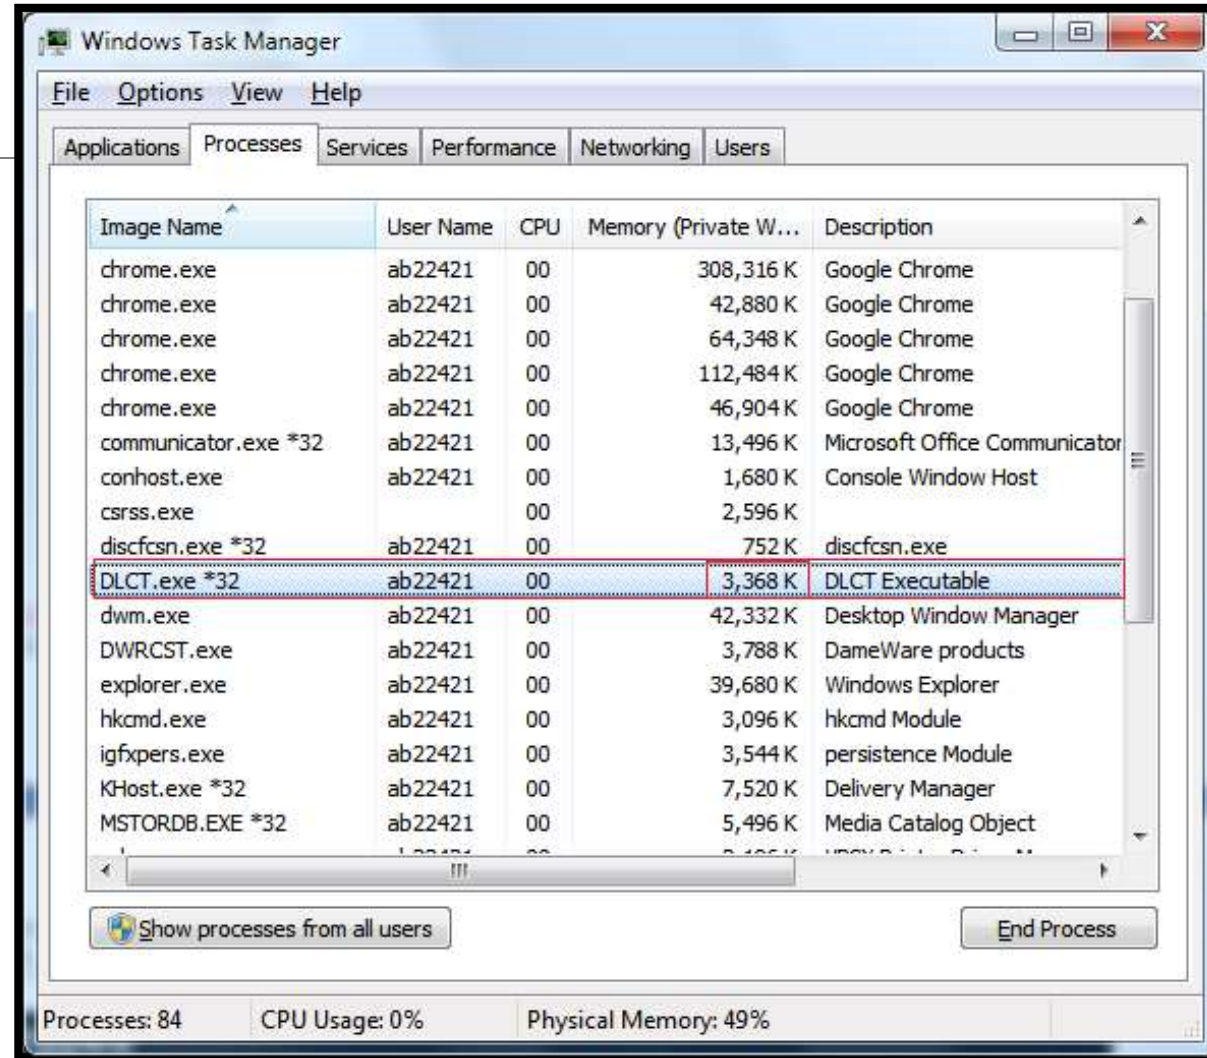 Windows Task Manager
File Options View Help
Applications Processes Services Performance Networking Users
Image Name User Name CPU Memory (Private W... Description
chrome.exe ab22421 00 308,316 K Google Chrome
chrome.exe ab22421 00 42,880 K Google Chrome
chrome.exe ab22421 00 64,348 K Google Chrome
chrome.exe ab22421 00 112,484 K Google Chrome
chrome.exe ab22421 00 46,904 K Google Chrome
communicator.exe *32 ab22421 00 13,496 K Microsoft Office Communicator
conhost.exe ab22421 00 1,680 K Console Window Host
csrss.exe 00 2,596 K
discfcsn.exe *32 ab22421 00 752 K discfcsn.exe
DLCT.exe *32 ab22421 00 3,368 K DLCT Executable
dwm.exe ab22421 00 42,332 K Desktop Window Manager
DWRCST.exe ab22421 00 3,788 K DameWare products
explorer.exe ab22421 00 39,680 K Windows Explorer
hkcmd.exe ab22421 00 3,096 K hkcmd Module
igfxpers.exe ab22421 00 3,544 K persistence Module
KHost.exe *32 ab22421 00 7,520 K Delivery Manager
MSTORDB.EXE *32 ab22421 00 5,496 K Media Catalog Object
Show processes from all users End Process
Processes: 84 CPU Usage: 0% Physical Memory: 49%